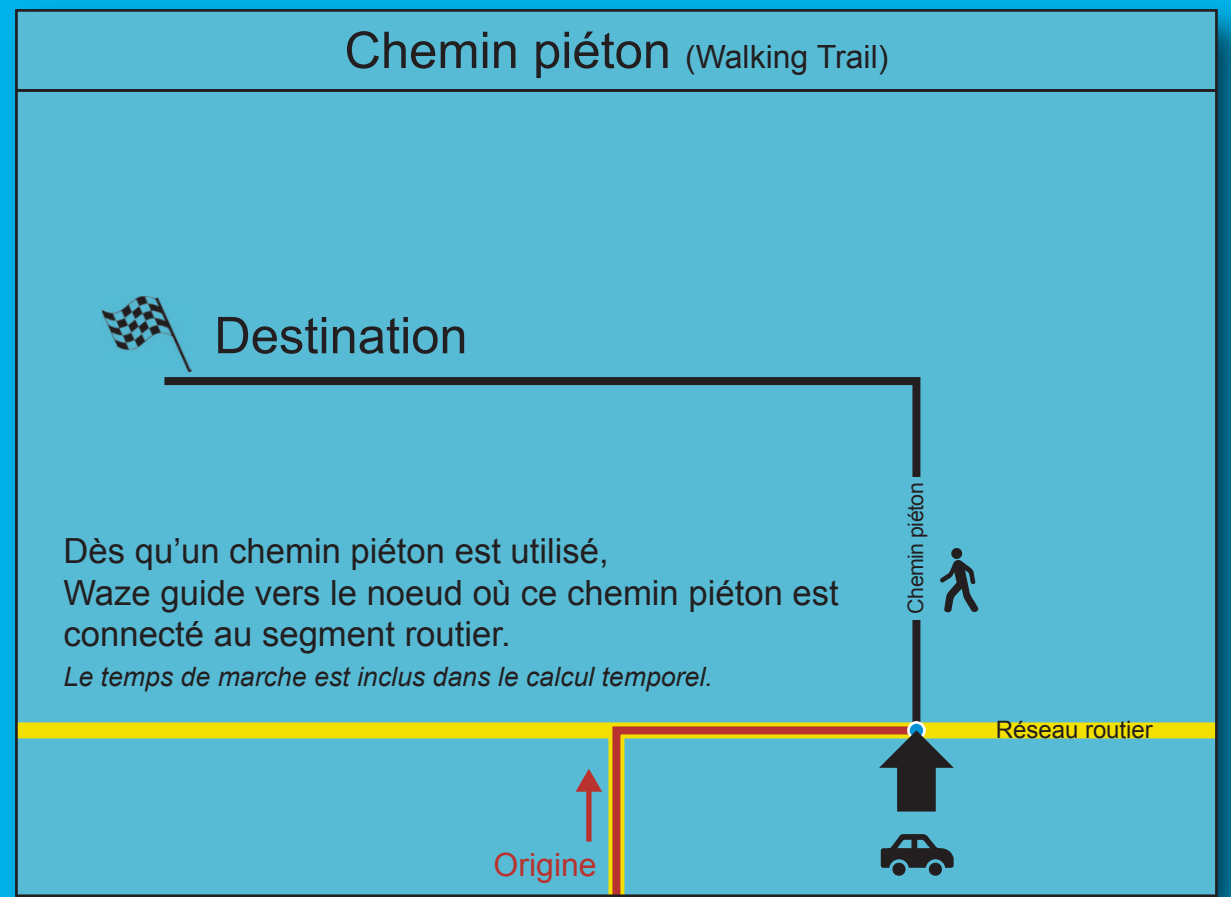 Chemin piéton (Walking Trail)
Destination
Chemin piéton
Dès qu'un chemin piéton est utilisé,
Waze guide vers le noeud où ce chemin piéton est
connecté au segment routier.
Le temps de marche est inclus dans le calcul temporel.
Réseau routier
Origine